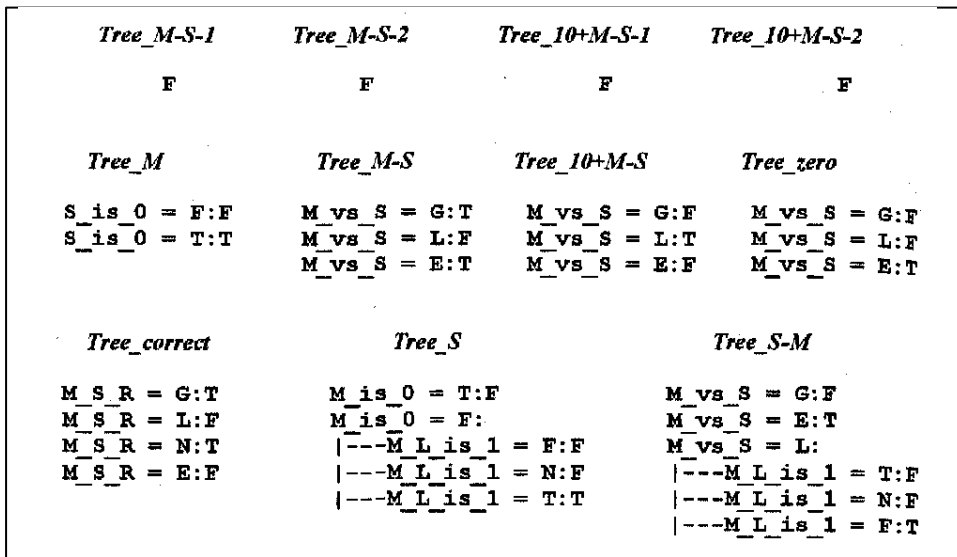 Tree_M-S-1 Tree_M-S-2 Tree_10+M-S-1 Tree_10+M-S-2
F F F F
Tree_M Tree_M-S Tree_10+M-S Tree_zero
S_is_0 = F:F M_vs_S = G:T M_vs_S = G:F M_vs_S = G:F
S_is_0 = T:T M_vs_S = L:F M_vs_S = L:T M_vs_S = L:F
M_vs_S = E:T M_vs_S = E:F M_vs_S = E:T
Tree_correct Tree_S Tree_S-M
M_S_R = G:T M_is_0 = T:F M_vs_S = G:F
M_S_R = L:F M_is_0 = F: M_vs_S = E:T
M_S_R = N:T |---M_L_is_1 = F:F M_vs_S = L:
M_S_R = E:F |---M_L_is_1 = N:F |---M_L_is_1 = T:F
|---M_L_is_1 = T:T |---M_L_is_1 = N:F
|---M_L_is_1 = F:T